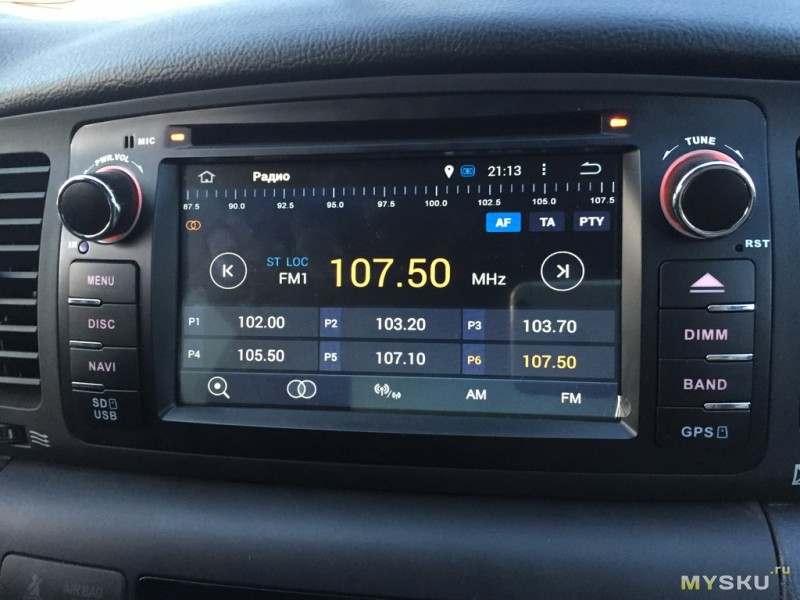 MIC
PWR.VOL
TUNE
Радио
21:13
87.5 90.0 92.5 95.0 97.5 100.0 102.5 105.0 107.5
AF TA PTY
IR
RST
ST LOC
FM1 107.50 MHz
MENU
DISC
NAVI
SD
USB
P1 102.00 P2 103.20 P3 103.70
P4 105.50 P5 107.10 P6 107.50
AM FM
DIMM
BAND
GPS
AIRBAG
MYSKU.ru